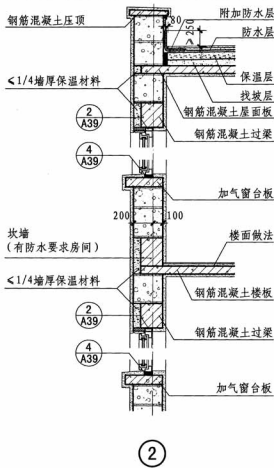 钢筋混凝土压顶
80
≥250
附加防水层
防水层
保温层
找坡层
≤1/4墙厚保温材料
钢筋混凝土屋面板
2
A39
钢筋混凝土过梁
4
A39
加气窗台板
200
100
坎墙
(有防水要求房间)
楼面做法
≤1/4墙厚保温材料
钢筋混凝土楼板
2
A39
钢筋混凝土过梁
4
A39
加气窗台板
2